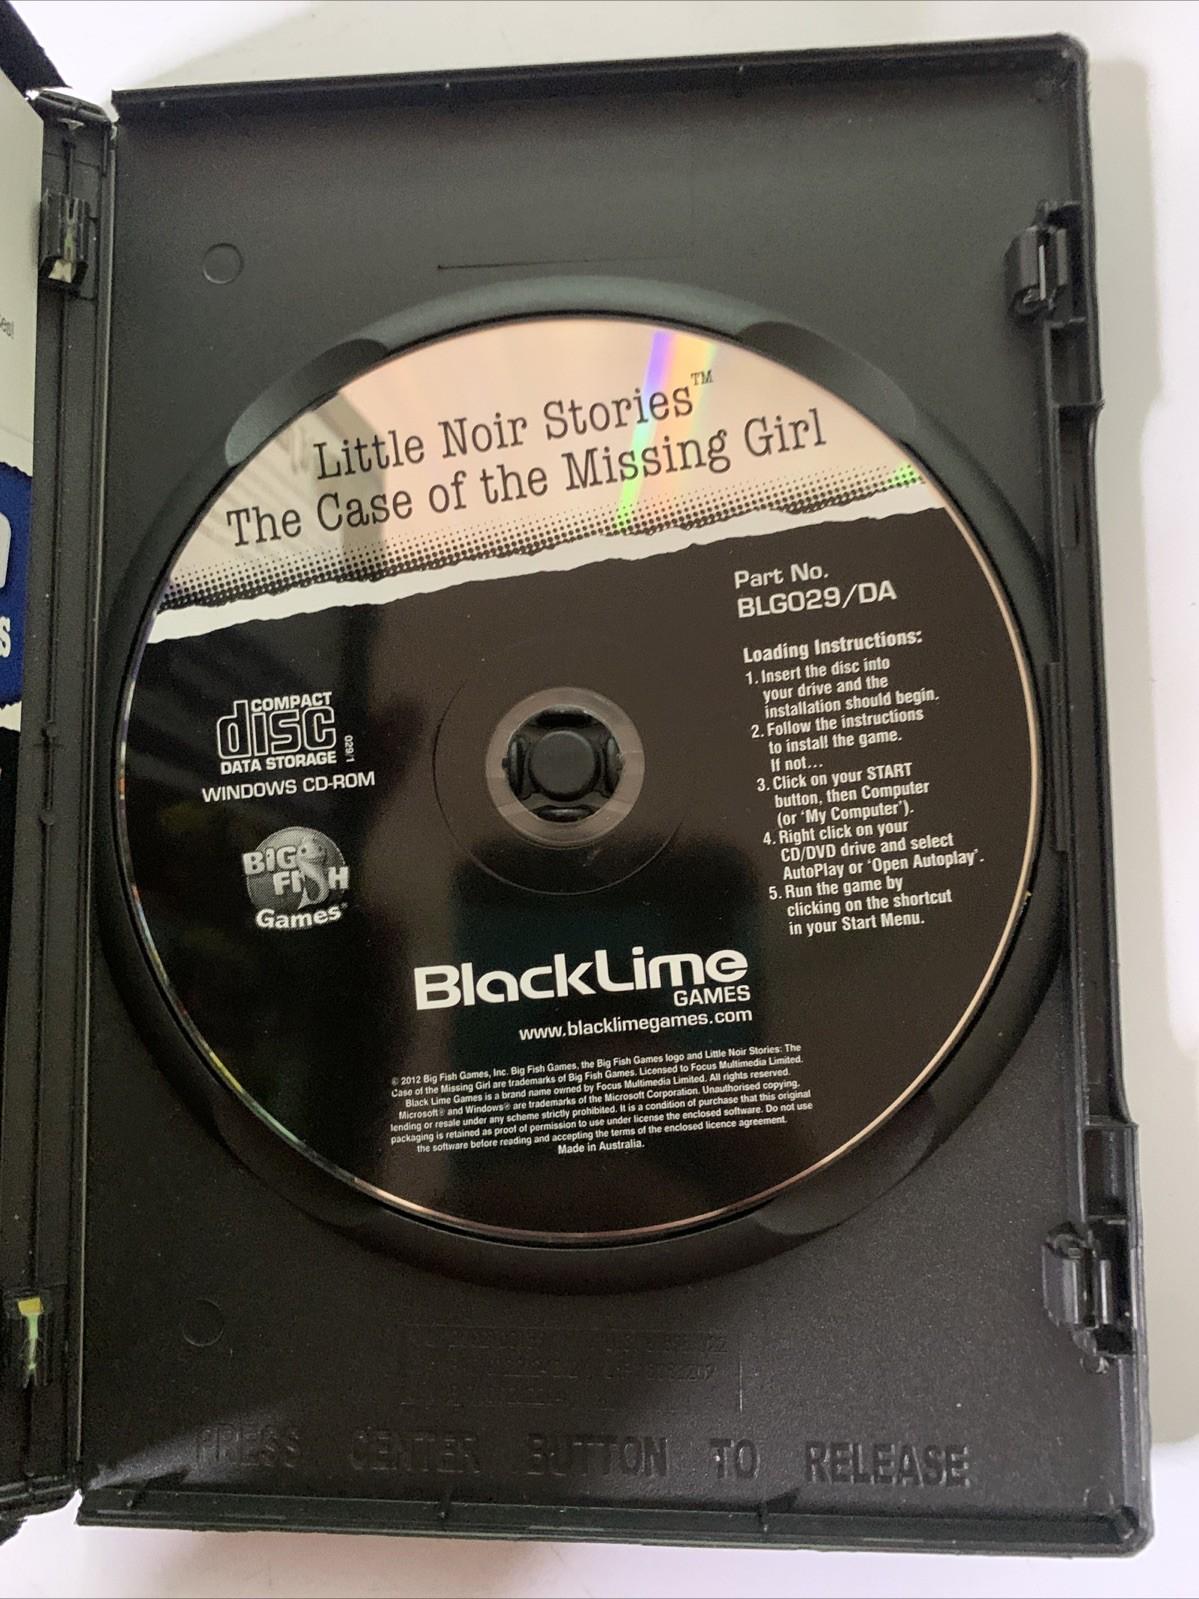 Little Noir Stories™
The Case of the Missing Girl
Part No.
BLG029/DA
Loading Instructions:
1. Insert the disc into
your drive and the
installation should begin.
2. Follow the instructions
to install the game.
If not...
3. Click on your START
button, then Computer
(or 'My Computer').
4. Right click on your
CD/DVD drive and select
AutoPlay or 'Open Autoplay'.
5. Run the game by
clicking on the shortcut
in your Start Menu.
COMPACT
disc
DATA STORAGE
029/1
WINDOWS CD-ROM
BIG
FISH
Games®
BlackLime
GAMES
www.blacklimegames.com
© 2012 Big Fish Games, Inc. Big Fish Games, the Big Fish Games logo and Little Noir Stories: The
Case of the Missing Girl are trademarks of Big Fish Games. Licensed to Focus Multimedia Limited.
Black Lime Games is a brand name owned by Focus Multimedia Limited. All rights reserved.
Microsoft® and Windows® are trademarks of the Microsoft Corporation. Unauthorised copying,
lending or resale under any scheme strictly prohibited. It is a condition of purchase that this original
packaging is retained as proof of permission to use under license the enclosed software. Do not use
the software before reading and accepting the terms of the enclosed licence agreement.
Made in Australia.
PRESS CENTER BUTTON TO RELEASE